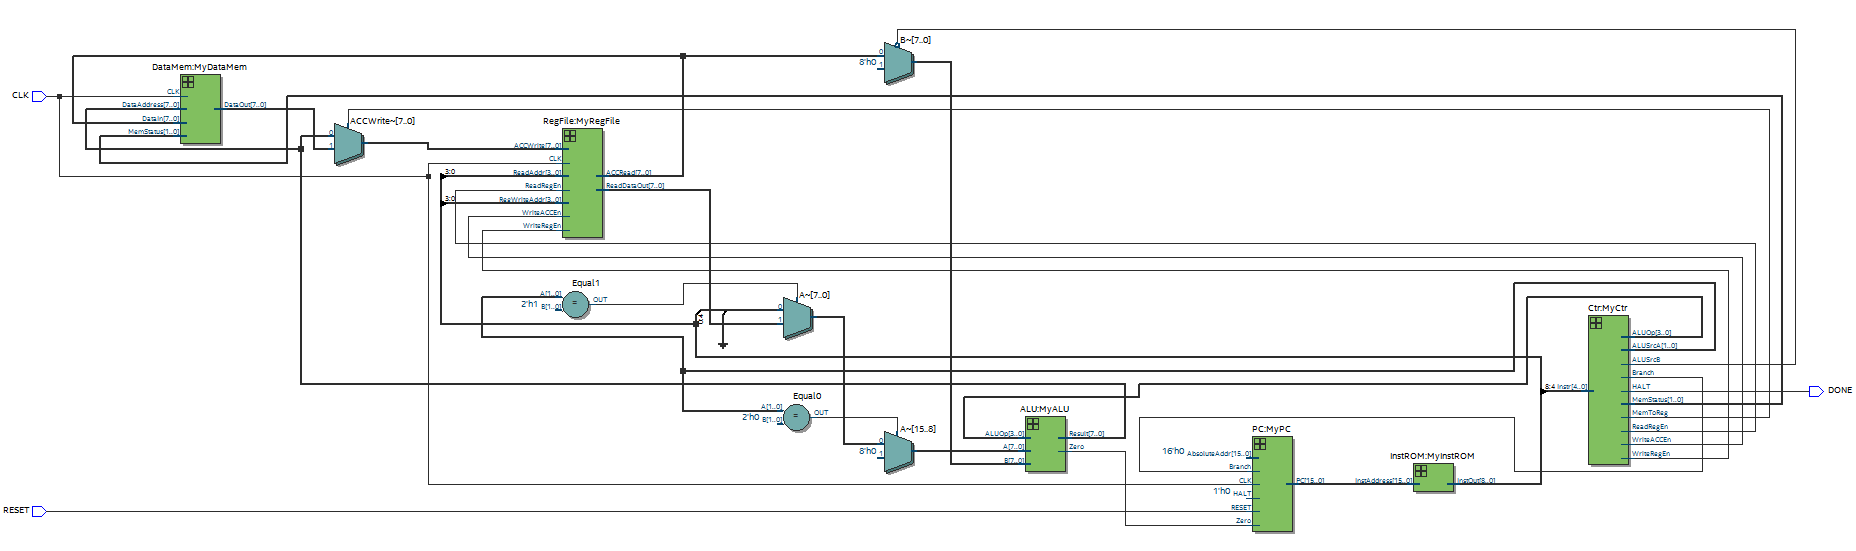 B~[7..0]
0
8'h0
1
DataMem:MyDataMem
CLK
CLK
DataAddress[7..0]
DataIn[7..0]
MemStatus[1..0]
DataOut[7..0]
ACCWrite~[7..0]
0
1
RegFile:MyRegFile
ACCWrite[7..0]
CLK
3:0
ReadAddr[3..0]
ReadRegEn
3:0
RegWriteAddr[3..0]
WriteACCEn
WriteRegEn
ACCRead[7..0]
ReadDataOut[7..0]
Equal1
A[1..0]
2'h1
B[1..0]
=
OUT
A~[7..0]
0
1
Ctr:MyCtr
8:4
Instr[4..0]
ALUOp[3..0]
ALUSrcA[1..0]
ALUSrcB
Branch
HALT
MemStatus[1..0]
MemToReg
ReadRegEn
WriteACCEn
WriteRegEn
DONE
Equal0
A[1..0]
2'h0
B[1..0]
=
OUT
A~[15..8]
0
8'h0
1
ALU:MyALU
ALUOp[3..0]
A[7..0]
B[7..0]
Result[7..0]
Zero
PC:MyPC
16'h0
AbsoluteAddr[15..0]
Branch
CLK
1'h0
HALT
RESET
Zero
PC[15..0]
InstROM:MyInstROM
InstAddress[15..0]
InstOut[8..0]
RESET